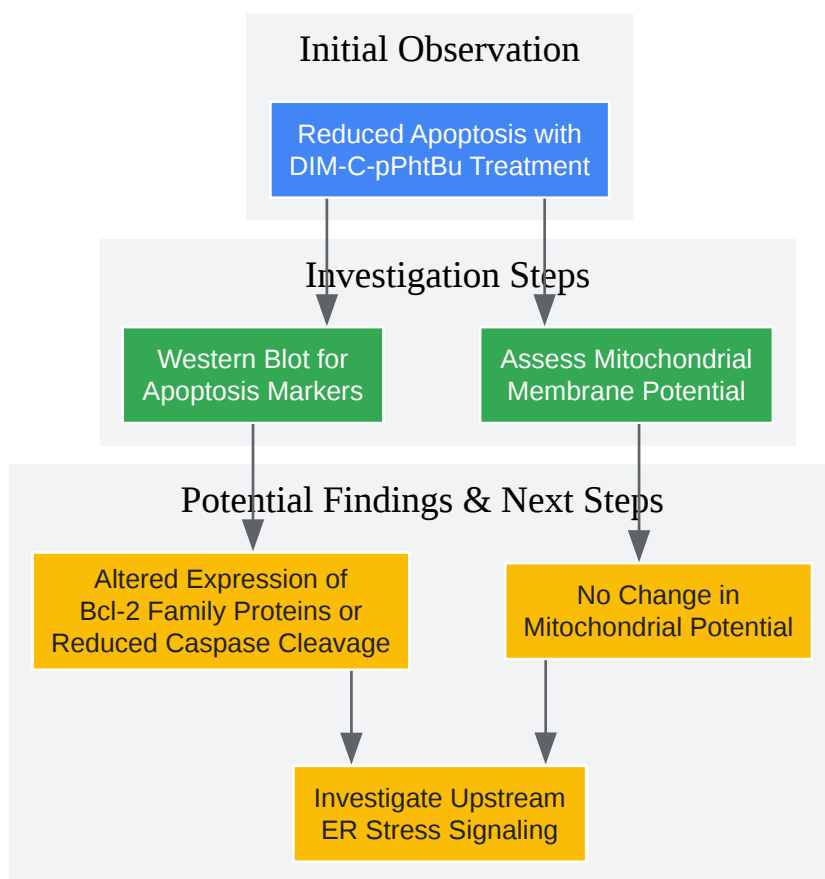 Initial Observation
Reduced Apoptosis with
DIM-C-pPhtBu Treatment
Investigation Steps
Western Blot for
Apoptosis Markers
Assess Mitochondrial
Membrane Potential
Potential Findings & Next Steps
Altered Expression of
Bcl-2 Family Proteins or
Reduced Caspase Cleavage
No Change in
Mitochondrial Potential
Investigate Upstream
ER Stress Signaling